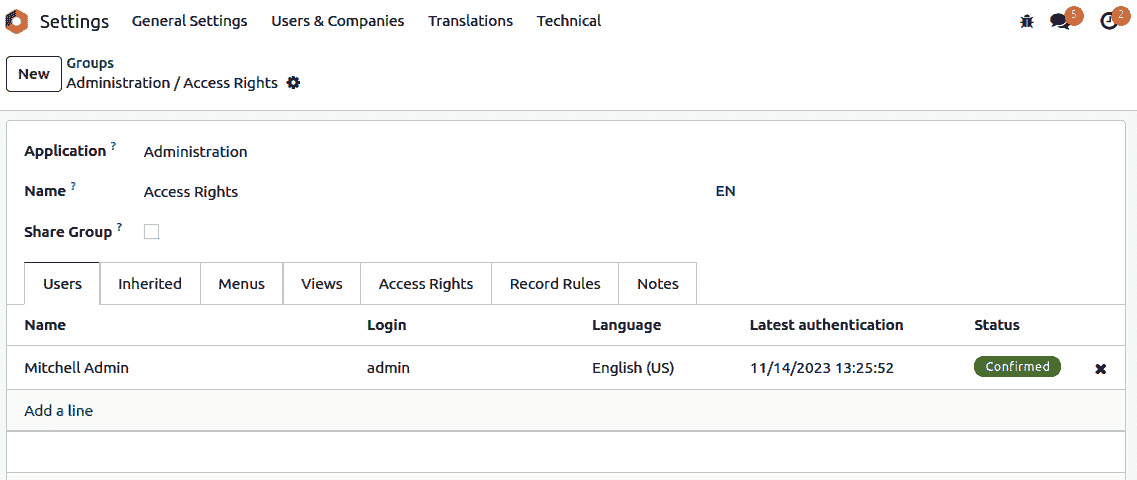 Settings General Settings Users & Companies Translations Technical 5 2
New
Groups
Administration / Access Rights
Application ? Administration
Name ? Access Rights EN
Share Group ?
Users Inherited Menus Views Access Rights Record Rules Notes
Name Login Language Latest authentication Status
Mitchell Admin admin English (US) 11/14/2023 13:25:52 Confirmed
Add a line